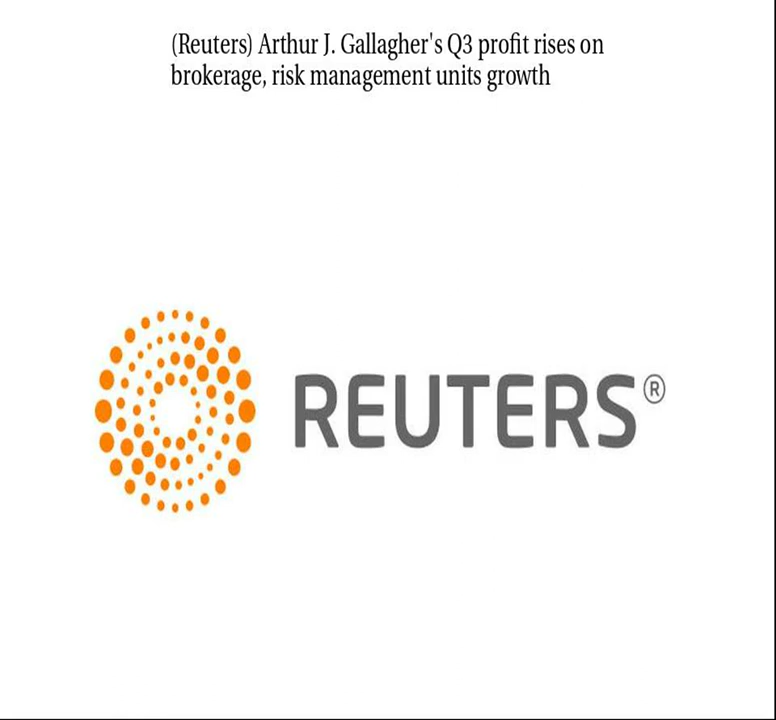 (Reuters) Arthur J. Gallagher's Q3 profit rises on
brokerage, risk management units growth
REUTERS®